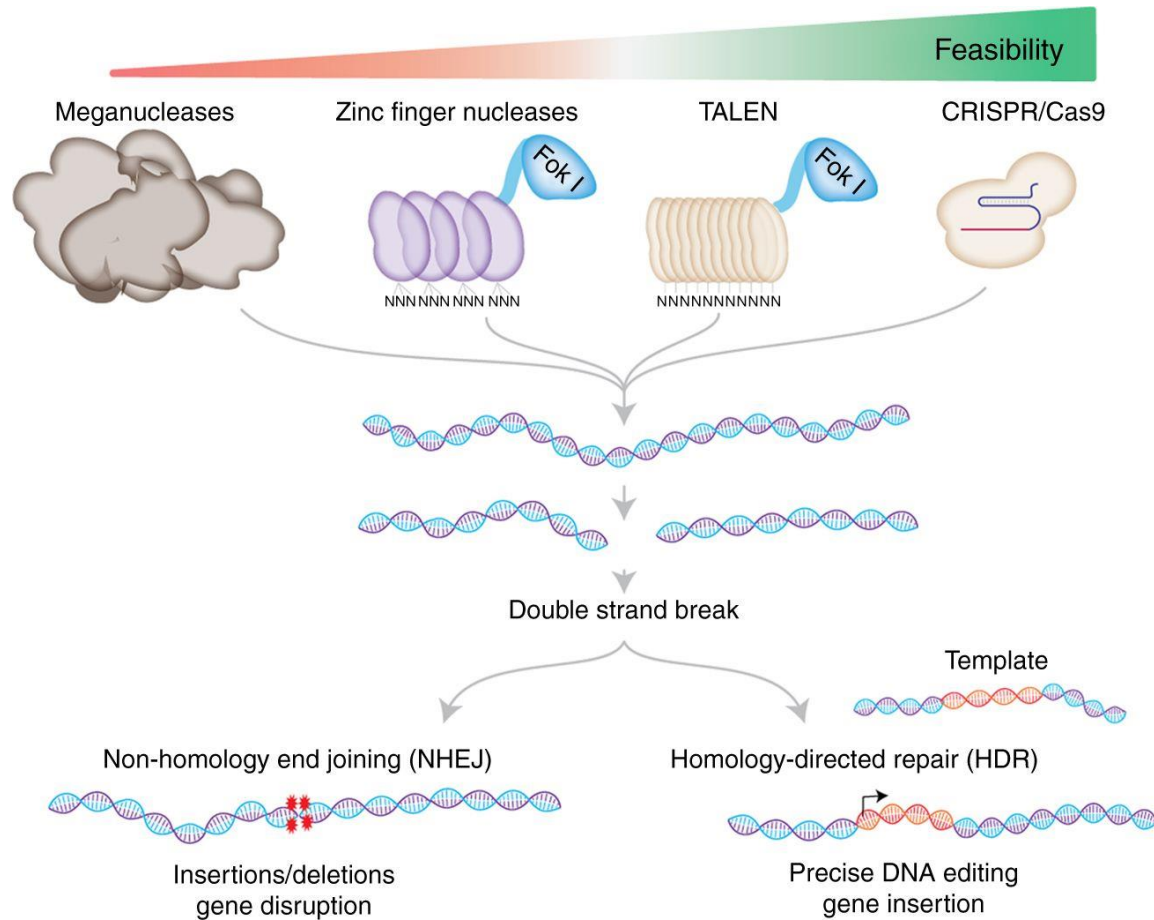 Feasibility
Meganucleases
Zinc finger nucleases
TALEN
CRISPR/Cas9
Fok I
Fok I
NNN NNN NNN NNN
NNNNNNNNNNN
Double strand break
Template
Non-homology end joining (NHEJ)
Homology-directed repair (HDR)
Insertions/deletions
gene disruption
Precise DNA editing
gene insertion